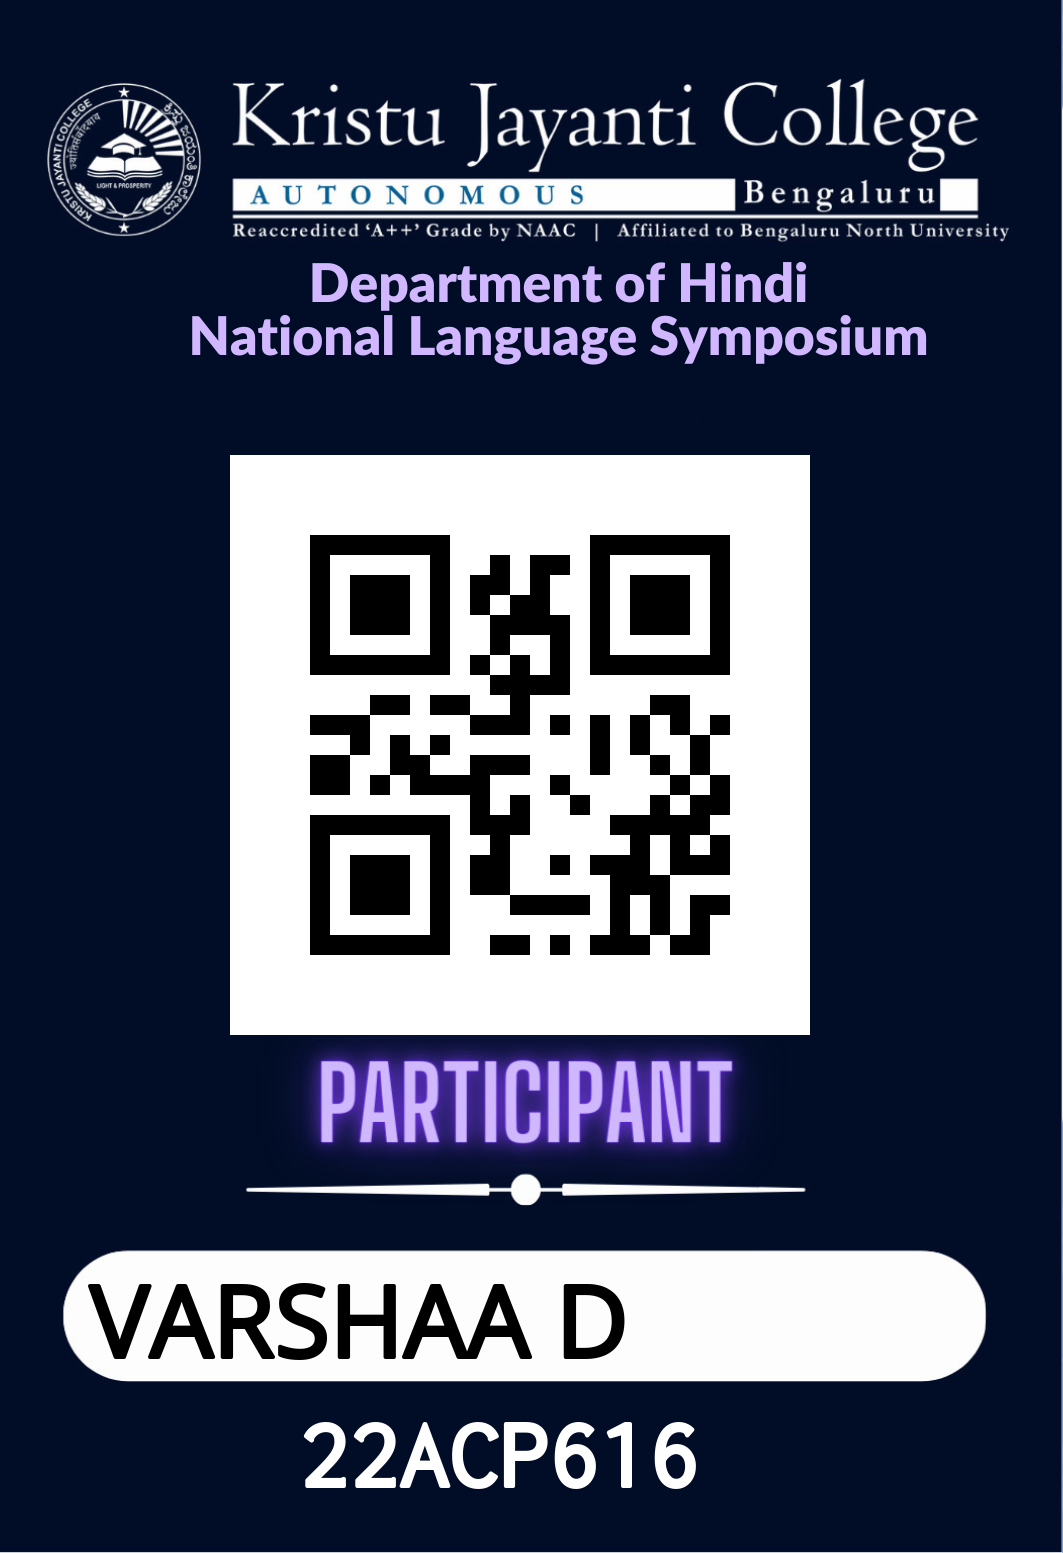 Kristu Jayanti College
AUTONOMOUS Bengaluru
Reaccredited ‘A++’ Grade by NAAC | Affiliated to Bengaluru North University
KRISTU JAYANTI COLLEGE
LIGHT & PROSPERITY
Department of Hindi
National Language Symposium
PARTICIPANT
VARSHAA D
22ACP616